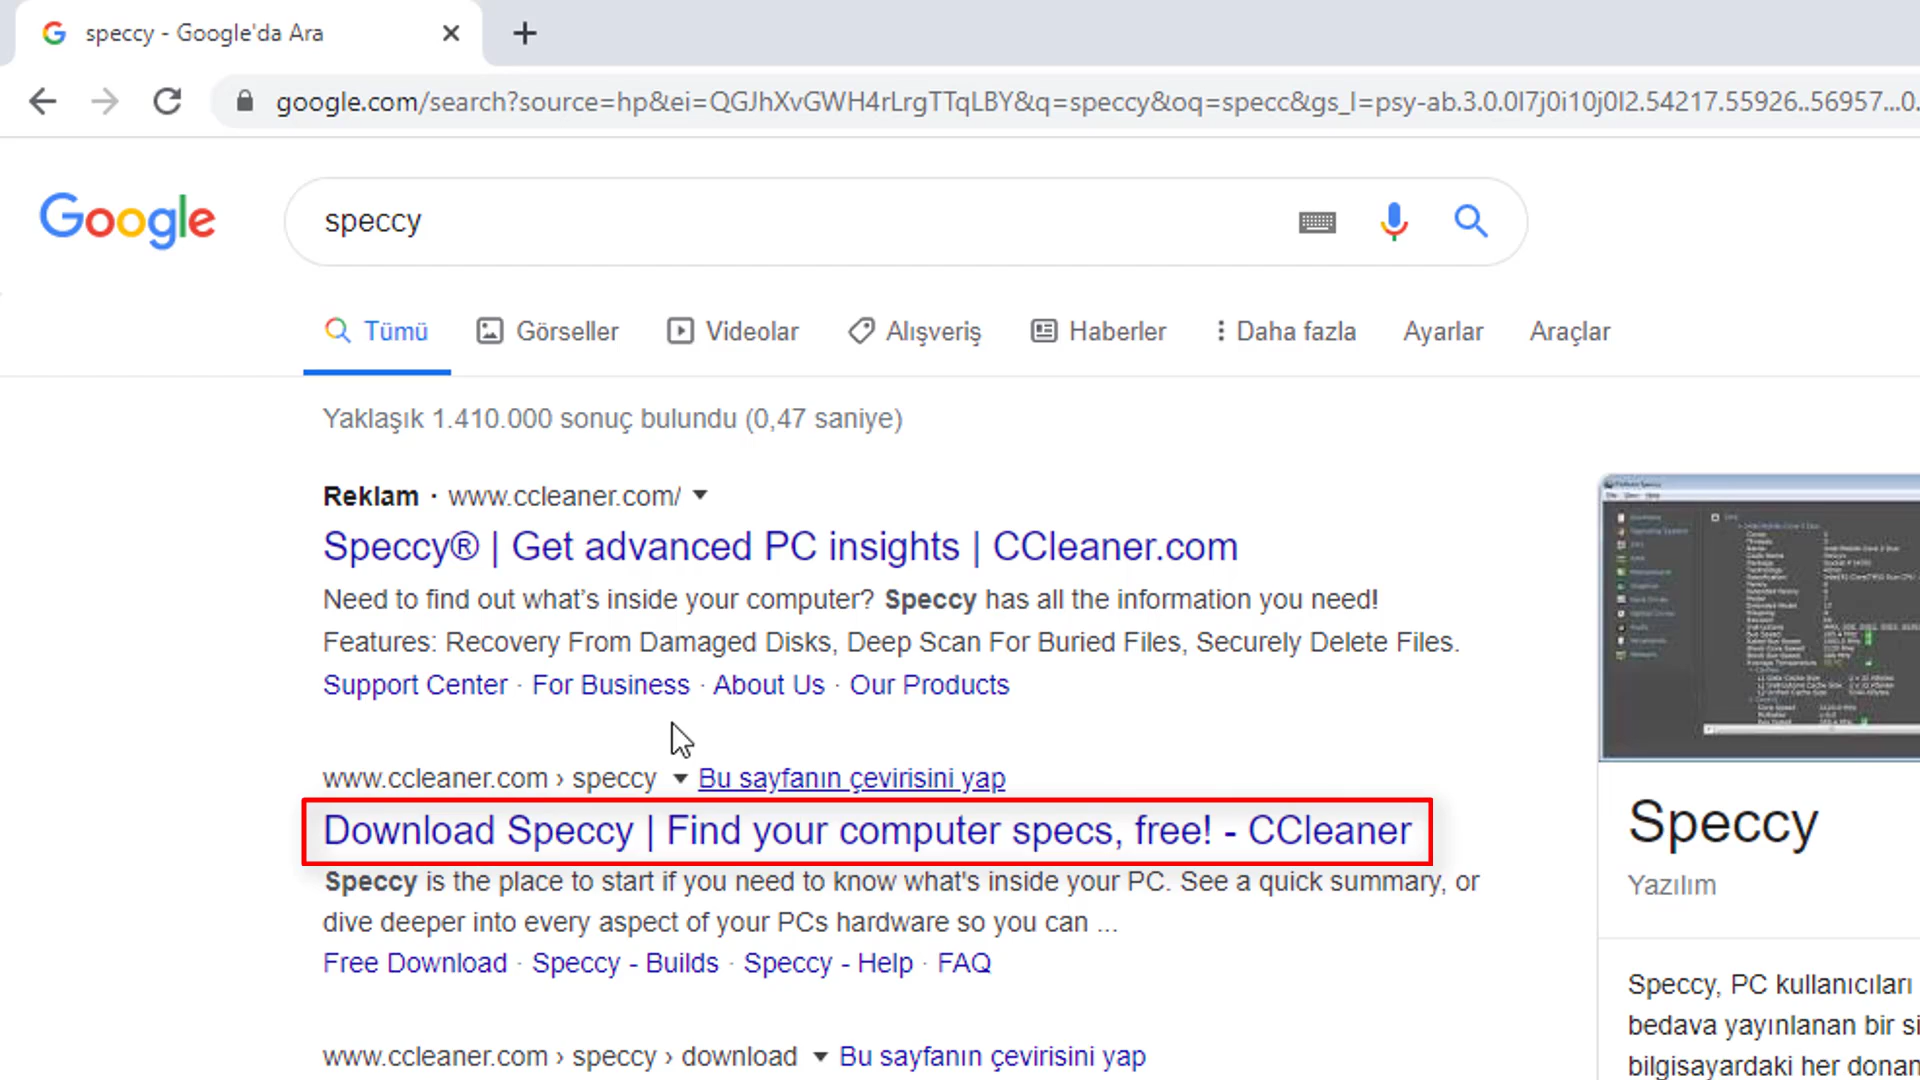 speccy - Google'da Ara
google.com/search?source=hp&ei=QGJhXvGWH4rLrgTTqLBY&q=speccy&oq=specc&gs_l=psy-ab.3.0.0l7j0i10j0l2.54217.55926..56957...0.
Google
speccy
Tümü Görseller Videolar Alışveriş Haberler Daha fazla Ayarlar Araçlar
Yaklaşık 1.410.000 sonuç bulundu (0,47 saniye)
Reklam · www.ccleaner.com/
Speccy® | Get advanced PC insights | CCleaner.com
Need to find out what’s inside your computer? Speccy has all the information you need!
Features: Recovery From Damaged Disks, Deep Scan For Buried Files, Securely Delete Files.
Support Center · For Business · About Us · Our Products
www.ccleaner.com › speccy Bu sayfanın çevirisini yap
Download Speccy | Find your computer specs, free! - CCleaner
Speccy is the place to start if you need to know what's inside your PC. See a quick summary, or
dive deeper into every aspect of your PCs hardware so you can ...
Free Download · Speccy - Builds · Speccy - Help · FAQ
www.ccleaner.com › speccy › download Bu sayfanın çevirisini yap
Speccy
Yazılım
Speccy, PC kullanıcıları
bedava yayınlanan bir si
bilgisayardaki her donan